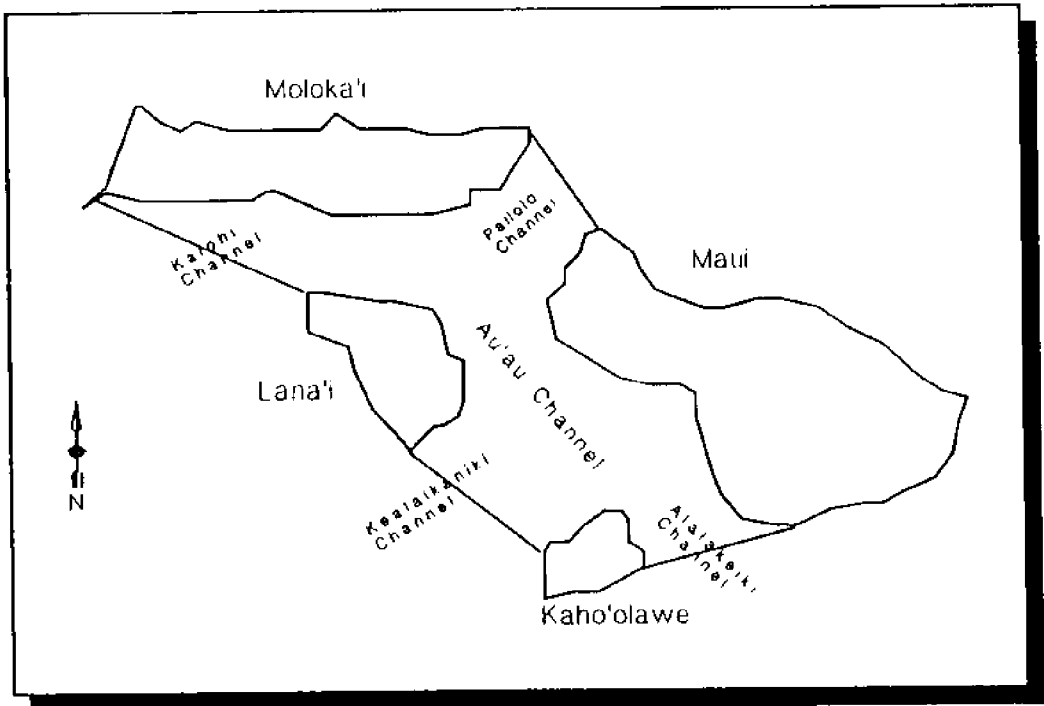 Moloka'i
Pailolo
Channel
Kalohi
Channel
Maui
Au'au Channel
Lana'i
Kealaikahiki
Channel
Alalakeiki
Channel
N
Kaho'olawe